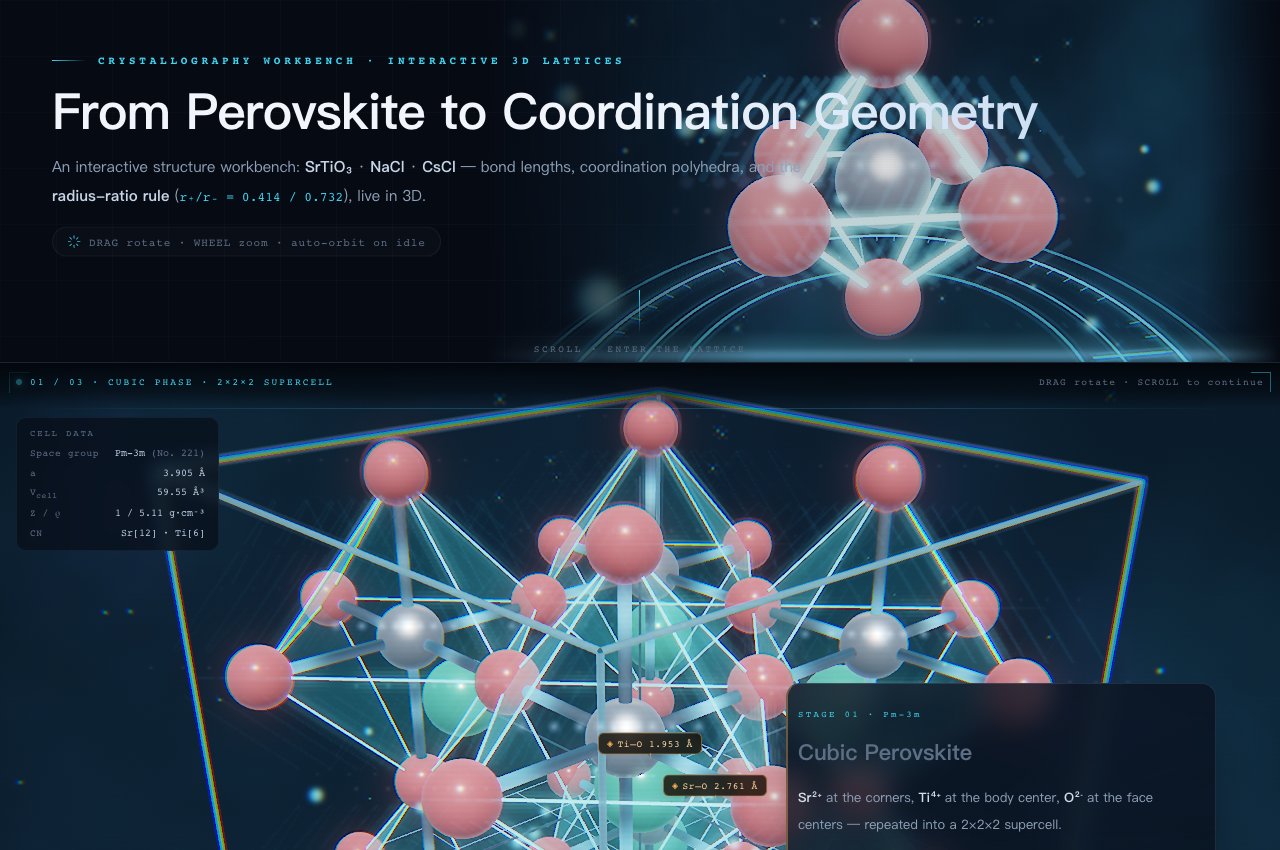 CRYSTALLOGRAPHY WORKBENCH · INTERACTIVE 3D LATTICES
From Perovskite to Coordination Geometry
An interactive structure workbench: SrTiO₃ · NaCl · CsCl — bond lengths, coordination polyhedra, and the
radius–ratio rule (r₊/r₋ = 0.414 / 0.732), live in 3D.
DRAG rotate · WHEEL zoom · auto-orbit on idle
SCROLL · ENTER THE LATTICE
01 / 03 · CUBIC PHASE · 2×2×2 SUPERCELL
DRAG rotate · SCROLL to continue
CELL DATA
Space group Pm-3m (No. 221)
a 3.905 Å
Vcell 59.55 Å³
Z / ϱ 1 / 5.11 g·cm⁻³
CN Sr[12] · Ti[6]
Ti–O 1.953 Å
Sr–O 2.761 Å
STAGE 01 · Pm-3m
Cubic Perovskite
Sr²⁺ at the corners, Ti⁴⁺ at the body center, O²⁻ at the face
centers — repeated into a 2×2×2 supercell.